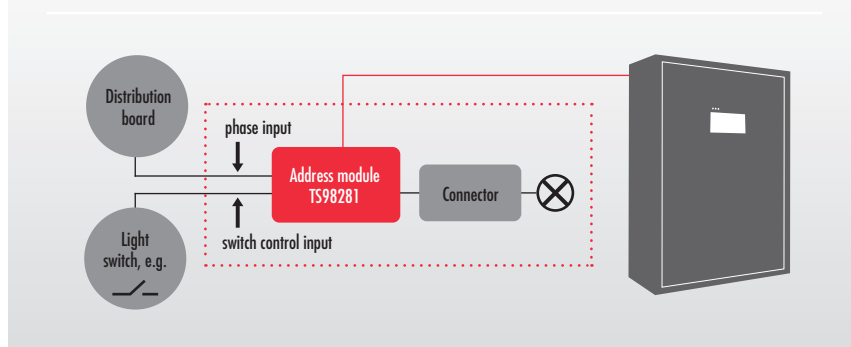 Distribution
board
phase input
Address module
TS98281
Connector
switch control input
Light
switch, e.g.